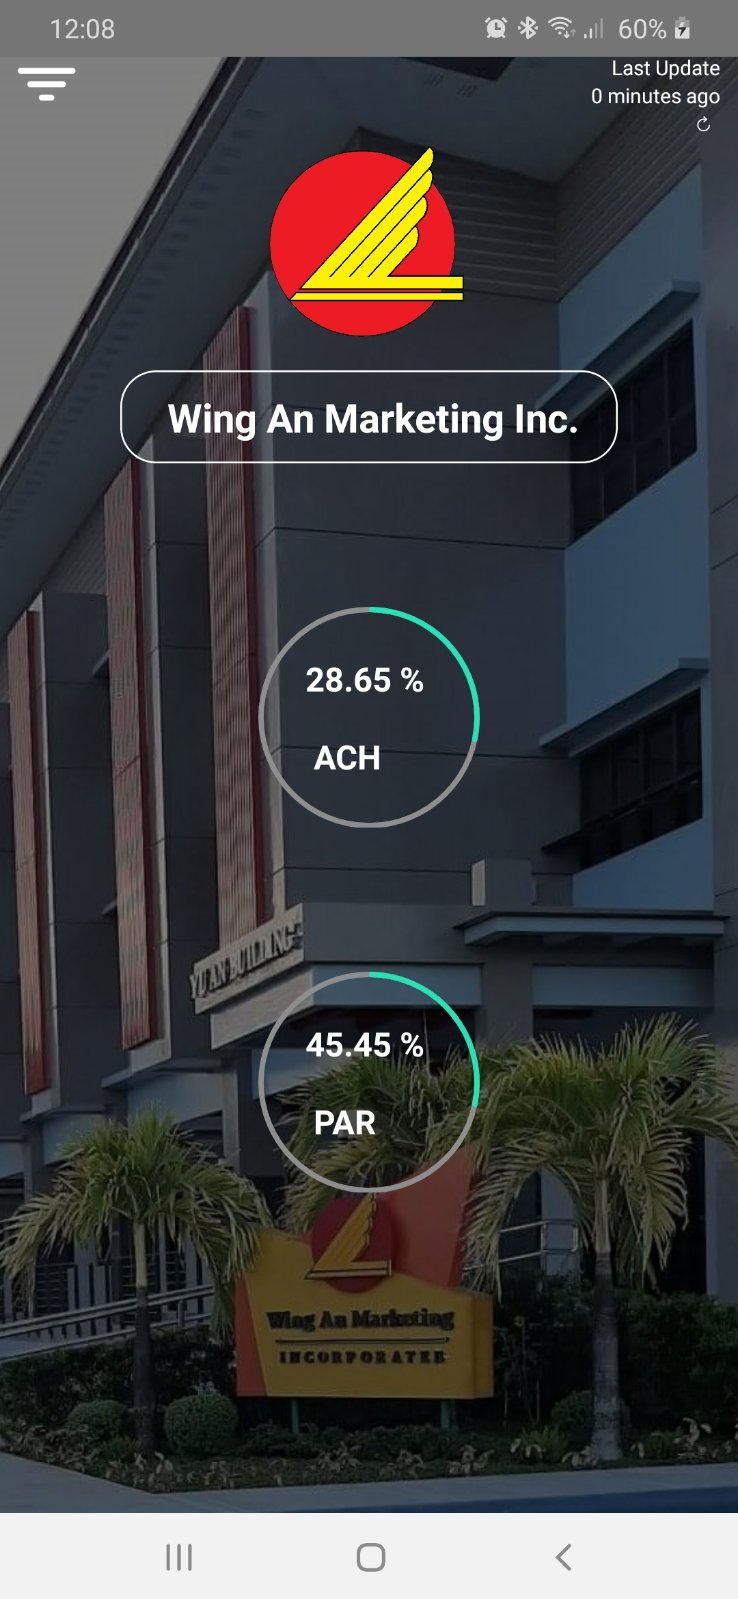 12:08
60%
Last Update
0 minutes ago
Wing An Marketing Inc.
28.65 %
ACH
YU AN BUILDING
45.45 %
PAR
Wing An Marketing
INCORPORATED